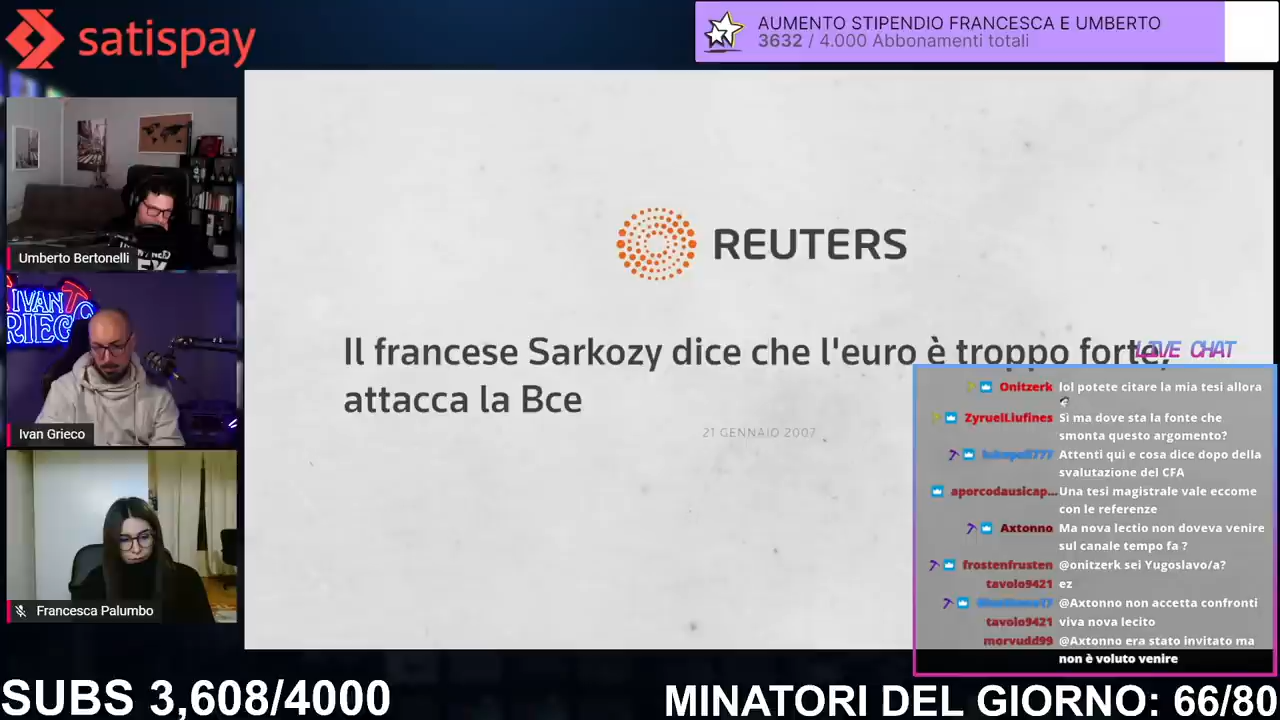 satispay
AUMENTO STIPENDIO FRANCESCA E UMBERTO
3632 / 4.000 Abbonamenti totali
Umberto Bertonelli
IVAN
GRIECO
Ivan Grieco
Francesca Palumbo
REUTERS
Il francese Sarkozy dice che l'euro è troppo forte,
attacca la Bce
21 GENNAIO 2007
LIVE CHAT
Onitzerk lol potete citare la mia tesi allora
ZyruelLiufines Sì ma dove sta la fonte che
smonta questo argomento?
Attenti qui e cosa dice dopo della
svalutazione del CFA
aporcodausicap... Una tesi magistrale vale eccome
con le referenze
Axtonno Ma nova lectio non doveva venire
sul canale tempo fa ?
frostenfrusten @onitzerk sei Yugoslavo/a?
tavolo9421 ez
@Axtonno non accetta confronti
tavolo9421 viva nova lecito
morvudd99 @Axtonno era stato invitato ma
non è voluto venire
SUBS 3,608/4000
MINATORI DEL GIORNO: 66/80